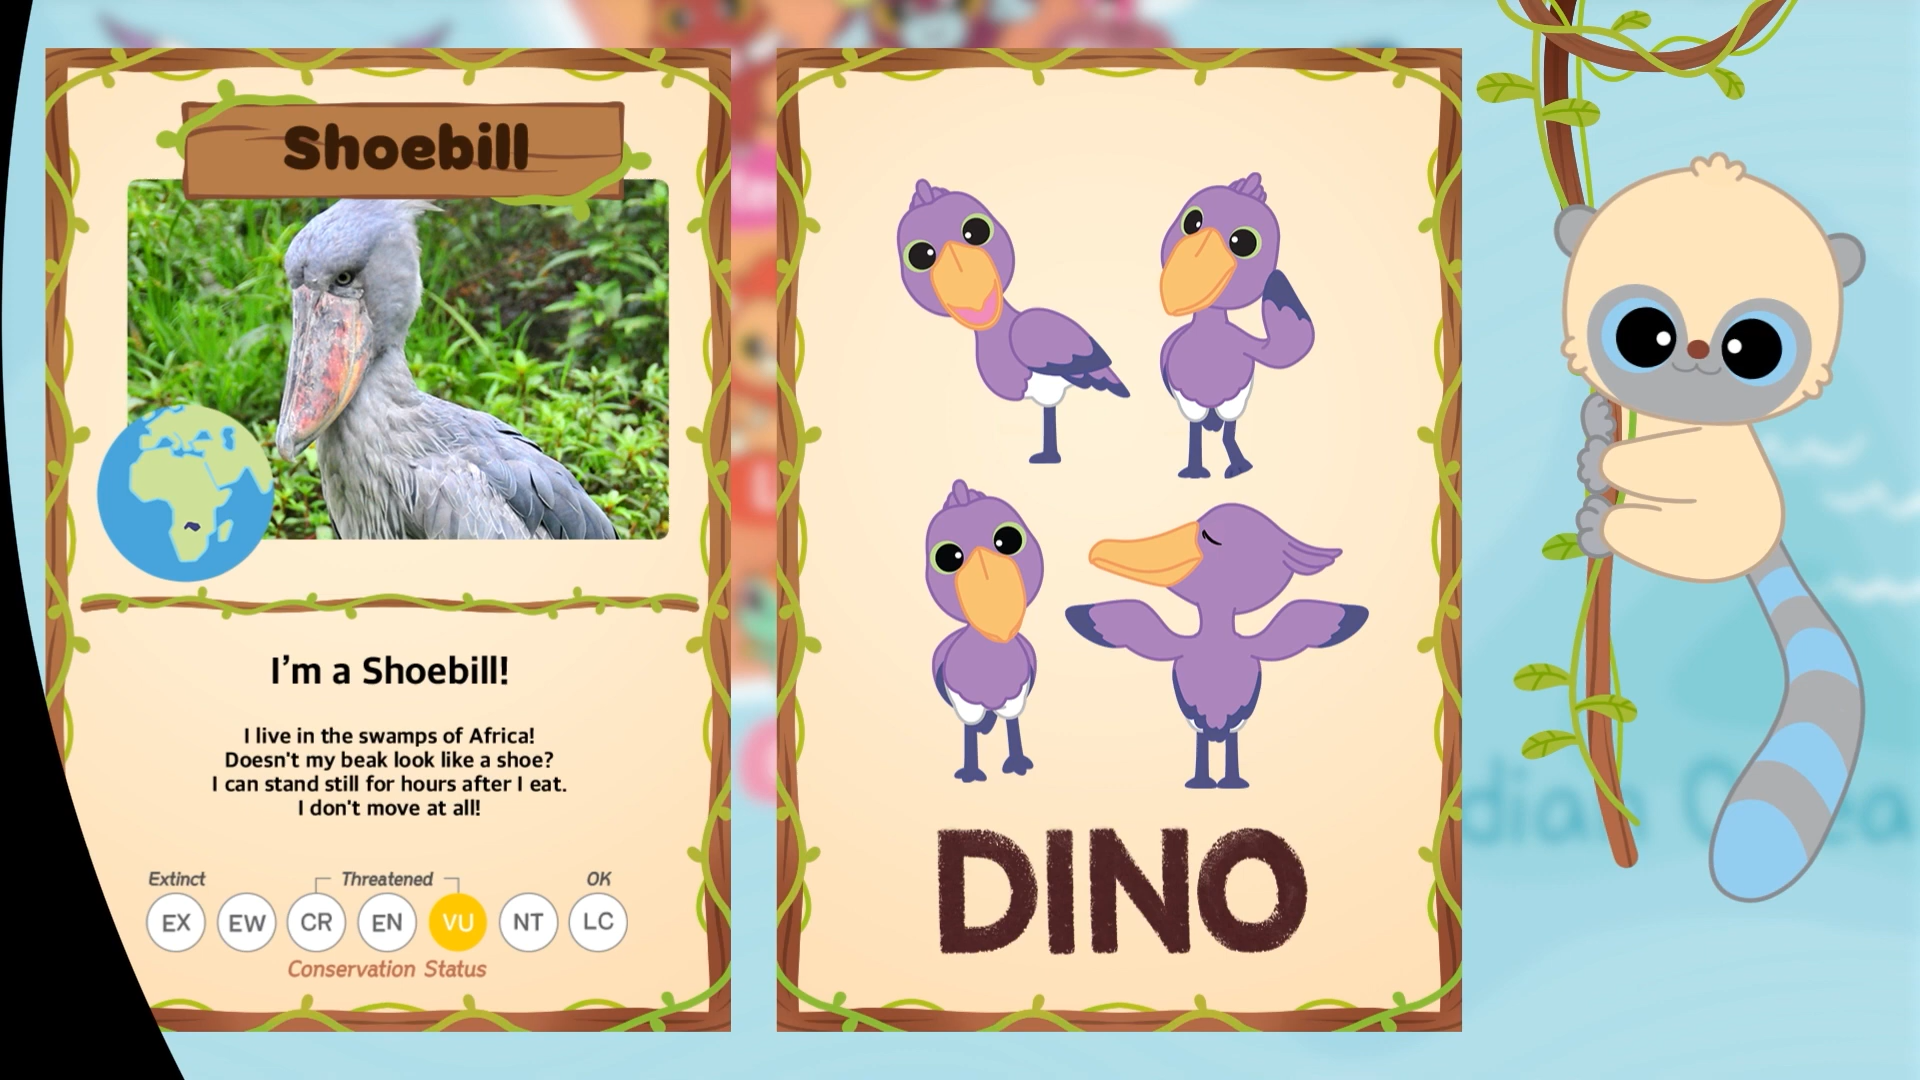 Shoebill
I'm a Shoebill!
I live in the swamps of Africa!
Doesn't my beak look like a shoe?
I can stand still for hours after I eat.
I don't move at all!
Extinct Threatened OK
EX EW CR EN VU NT LC
Conservation Status
DINO